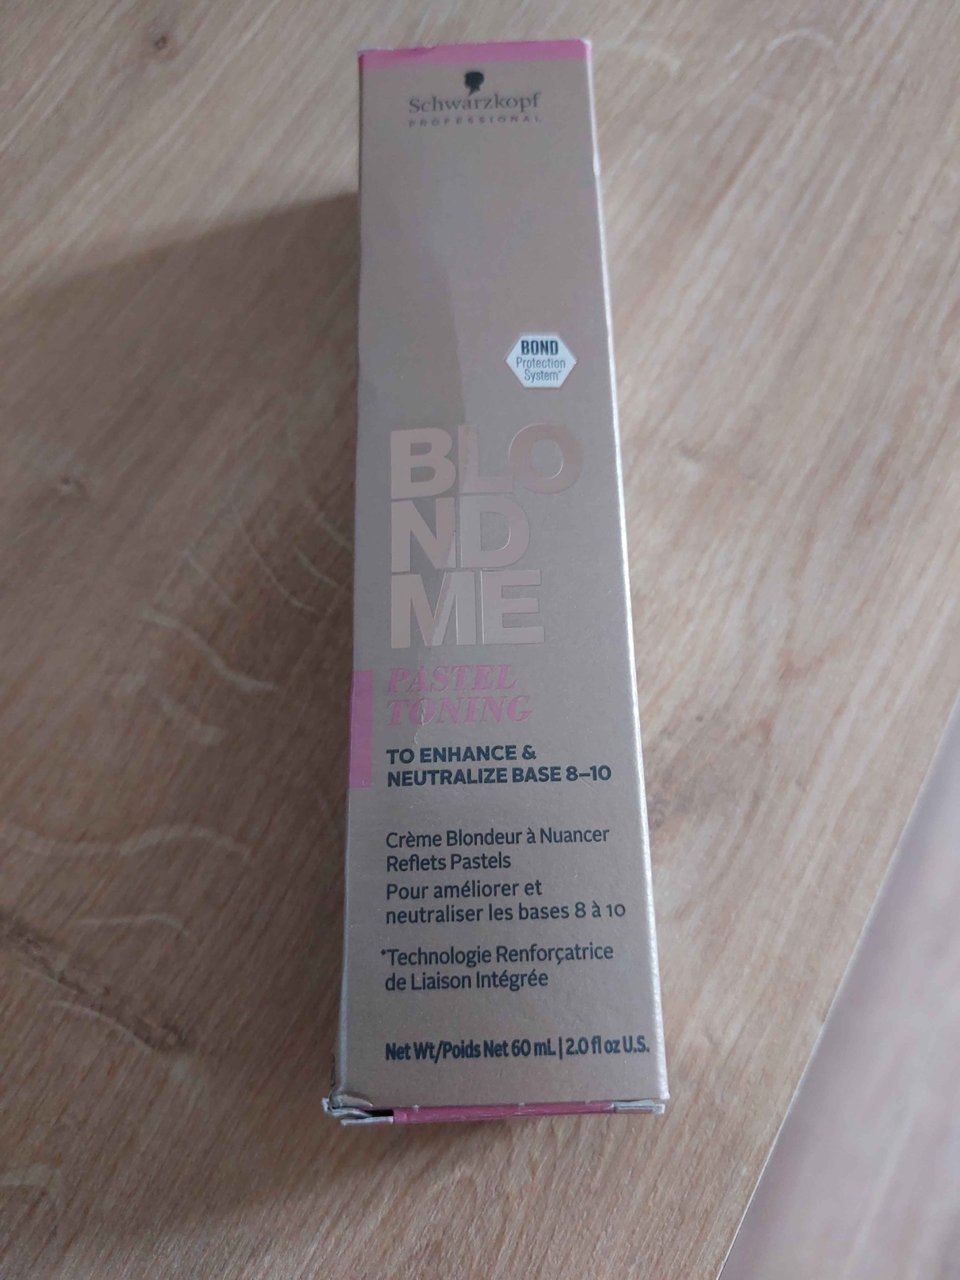 Schwarzkopf
PROFESSIONAL
BOND
Protection
System*
BLO
ND
ME
PASTEL
TONING
TO ENHANCE &
NEUTRALIZE BASE 8–10
Crème Blondeur à Nuancer
Reflets Pastels
Pour améliorer et
neutraliser les bases 8 à 10
*Technologie Renforçatrice
de Liaison Intégrée
Net Wt/Poids Net 60 mL | 2.0 fl oz U.S.